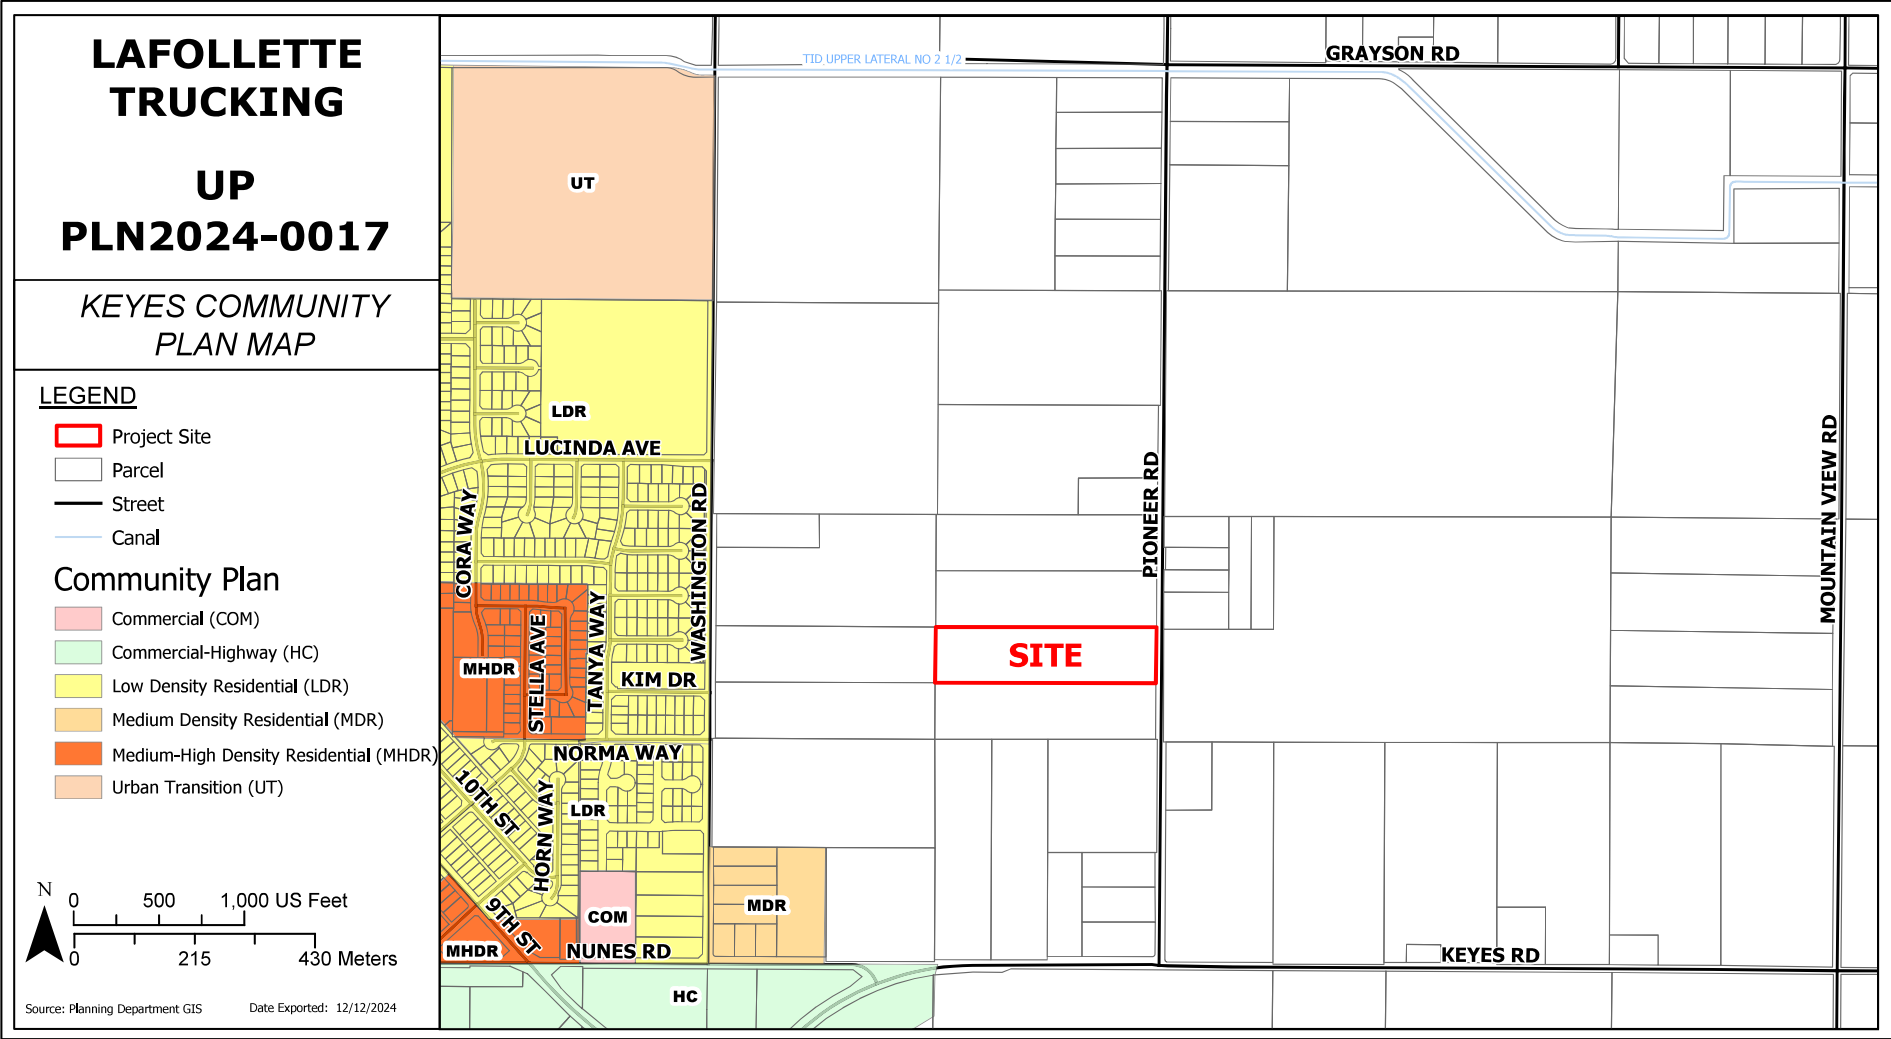 LAFOLLETTE
TRUCKING
UP
PLN2024-0017
KEYES COMMUNITY
PLAN MAP
LEGEND
Project Site
Parcel
Street
Canal
Community Plan
Commercial (COM)
Commercial-Highway (HC)
Low Density Residential (LDR)
Medium Density Residential (MDR)
Medium-High Density Residential (MHDR)
Urban Transition (UT)
N
0 500 1,000 US Feet
0 215 430 Meters
Source: Planning Department GIS Date Exported: 12/12/2024
TID UPPER LATERAL NO 2 1/2
GRAYSON RD
UT
LDR
LUCINDA AVE
CORA WAY
WASHINGTON RD
PIONEER RD
MOUNTAIN VIEW RD
MHDR
STELLA AVE
TANYA WAY
KIM DR
SITE
NORMA WAY
10TH ST
HORN WAY
LDR
9TH ST
COM
MDR
MHDR
NUNES RD
KEYES RD
HC